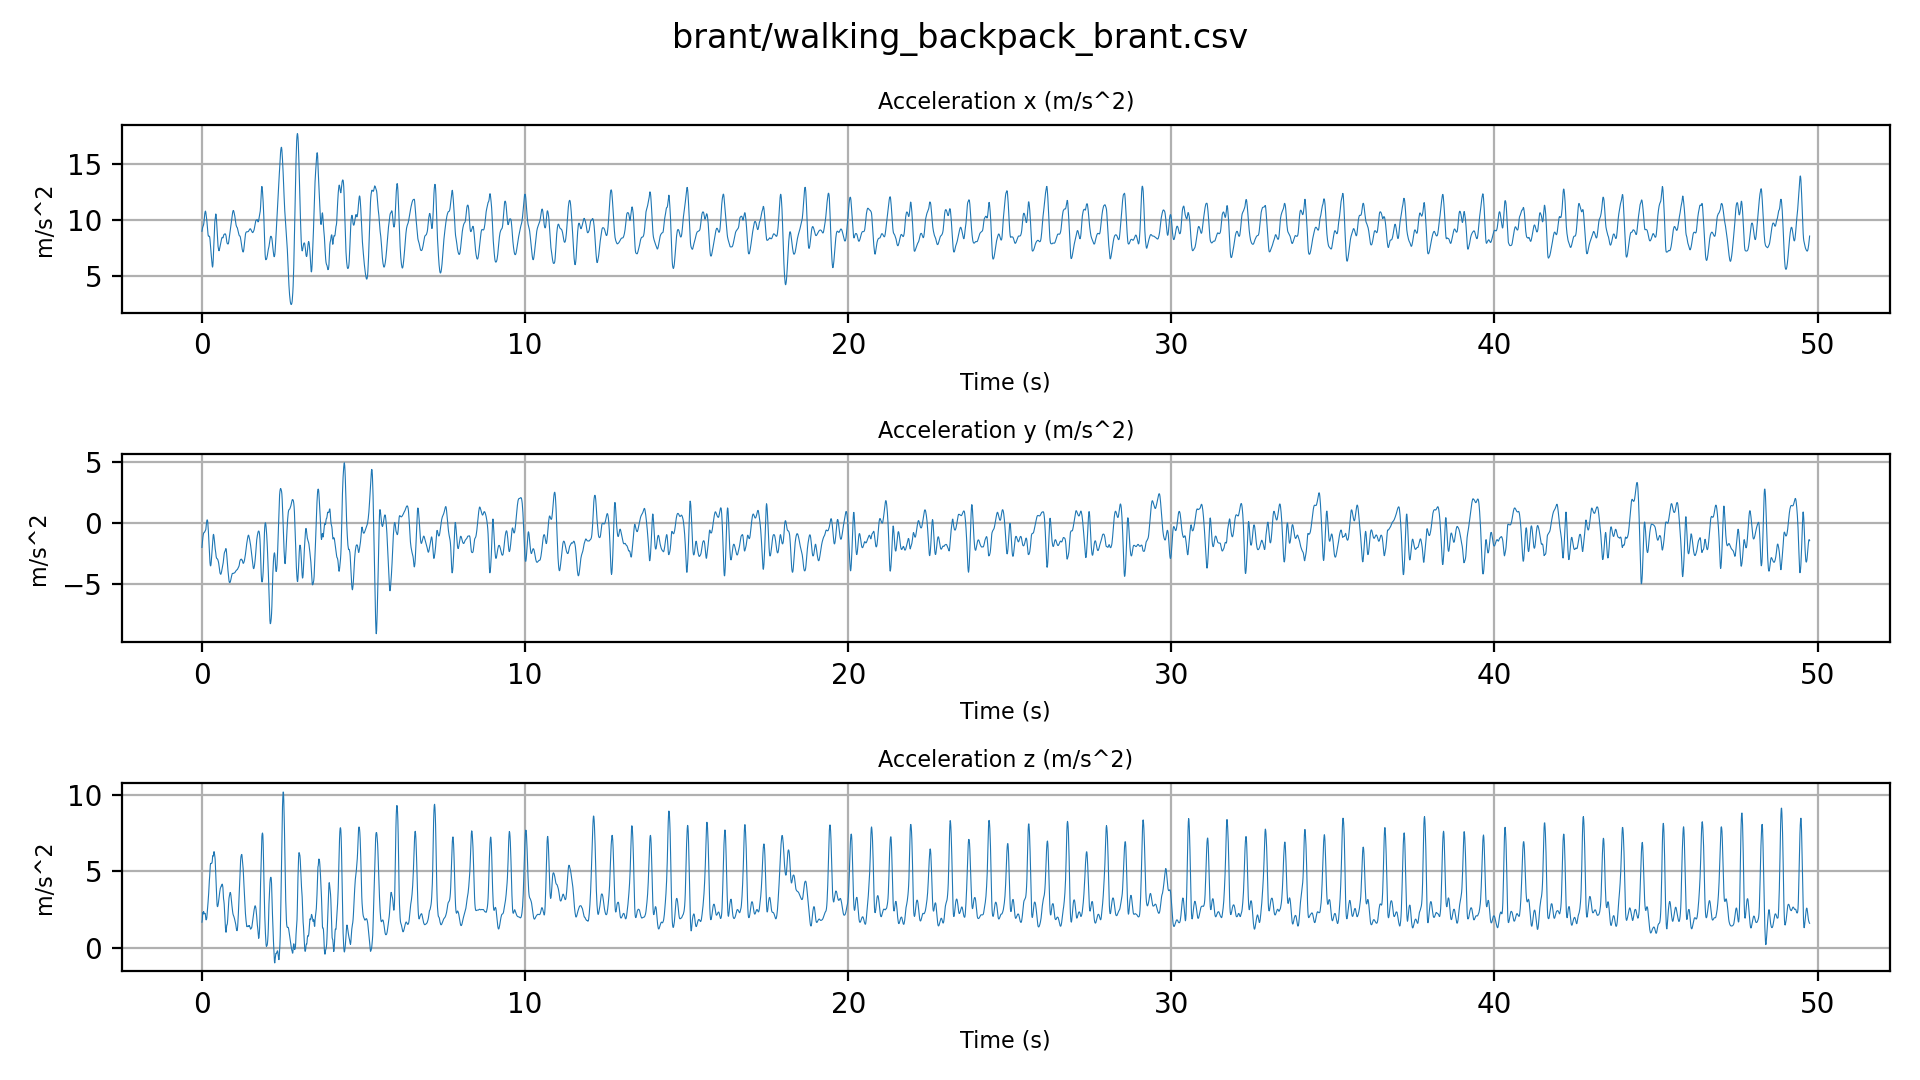 brant/walking_backpack_brant.csv
Acceleration x (m/s^2)
m/s^2
15
10
5
0 10 20 30 40 50
Time (s)
Acceleration y (m/s^2)
m/s^2
5
0
−5
0 10 20 30 40 50
Time (s)
Acceleration z (m/s^2)
m/s^2
10
5
0
0 10 20 30 40 50
Time (s)